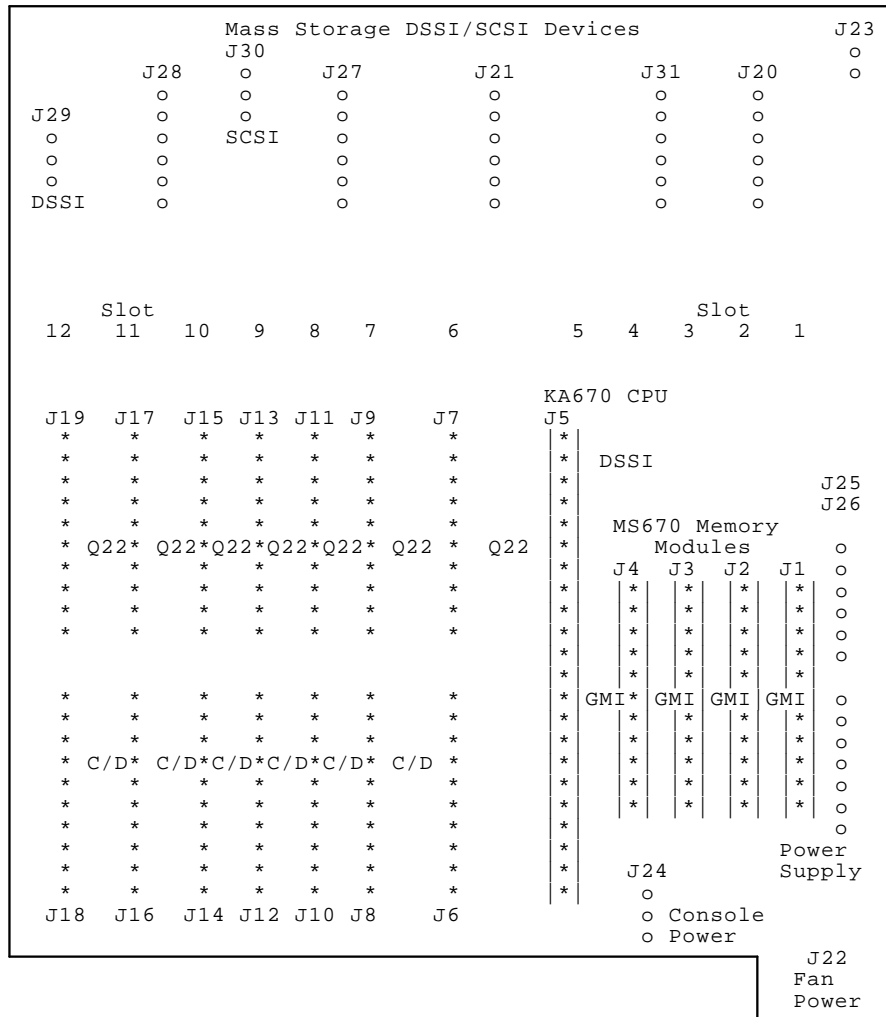 Mass Storage DSSI/SCSI Devices J23
J30 o
J28 o J27 J21 J31 J20 o
o o o o o o
J29 o o o o o o
o o SCSI o o o o
o o o o o o
o o o o o o
DSSI o o o o o
Slot Slot
12 11 10 9 8 7 6 5 4 3 2 1
KA670 CPU
J19 J17 J15 J13 J11 J9 J7 J5
* * * * * * * |*|
* * * * * * * |*| DSSI
* * * * * * * |*| J25
* * * * * * * |*| J26
* * * * * * * |*| MS670 Memory
* Q22* Q22*Q22*Q22*Q22* Q22 * Q22 |*| Modules o
* * * * * * * |*| J4 J3 J2 J1 o
* * * * * * * |*| |*| |*| |*| |*| o
* * * * * * * |*| |*| |*| |*| |*| o
* * * * * * * |*| |*| |*| |*| |*| o
|*| |*| |*| |*| |*| o
|*| |*| |*| |*| |*|
* * * * * * * |*|GMI*|GMI|GMI|GMI| o
* * * * * * * |*| |*| |*| |*| |*| o
* * * * * * * |*| |*| |*| |*| |*| o
* C/D* C/D*C/D*C/D*C/D* C/D * |*| |*| |*| |*| |*| o
* * * * * * * |*| |*| |*| |*| |*| o
* * * * * * * |*| |*| |*| |*| |*| o
* * * * * * * |*| o
* * * * * * * |*| Power
* * * * * * * |*| J24 Supply
* * * * * * * |*| o
J18 J16 J14 J12 J10 J8 J6 o Console
o Power
J22
Fan
Power